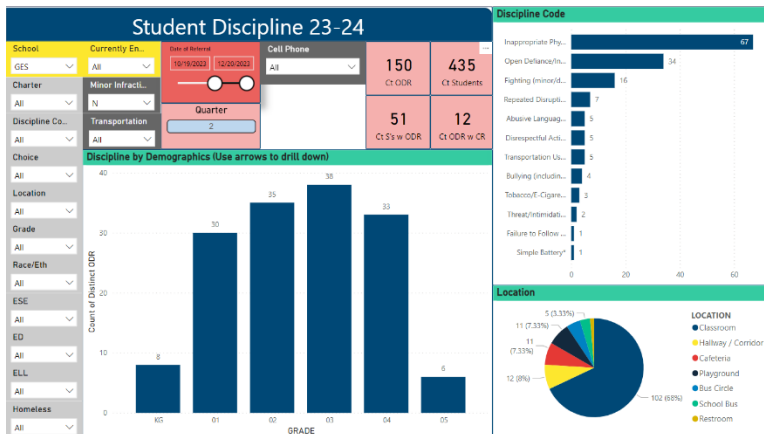 Student Discipline 23-24
School
GES
Currently En...
All
Date of Referral
10/19/2023
12/20/2023
Cell Phone
All
150
Ct ODR
435
Ct Students
Charter
All
Minor Infracti...
N
Quarter
2
51
Ct S's w ODR
12
Ct ODR w CR
Discipline Co...
All
Transportation
All
Choice
All
Location
All
Grade
All
Race/Eth
All
ESE
All
ED
All
ELL
All
Homeless
All
Discipline by Demographics (Use arrows to drill down)
Count of Distinct ODR
40
30
20
10
0
8
30
35
38
33
6
KG
01
02
03
04
05
GRADE
Discipline Code
Inappropriate Phy...
67
Open Defiance/In...
34
Fighting (minor/d...
16
Repeated Disrupti...
7
Abusive Languag...
5
Disrespectful Acti...
5
Transportation Us...
5
Bullying (includin...
4
Tobacco/E-Cigare...
3
Threat/Intimidati...
2
Failure to Follow ...
1
Simple Battery*
1
0
20
40
60
Location
5 (3.33%)
11 (7.33%)
11
(7.33%)
12 (8%)
102 (68%)
LOCATION
Classroom
Hallway / Corridor
Cafeteria
Playground
Bus Circle
School Bus
Restroom